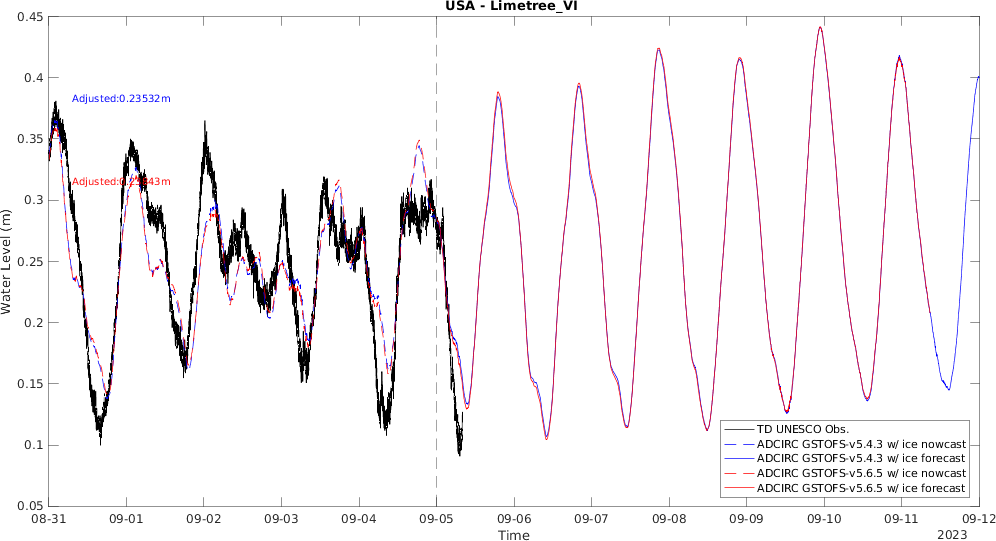 USA - Limetree_VI
0.45
0.4
0.35
0.3
0.25
0.2
0.15
0.1
0.05
Water Level (m)
Adjusted:0.23532m
TD UNESCO Obs.
ADCIRC GSTOFS-v5.4.3 w/ ice nowcast
ADCIRC GSTOFS-v5.4.3 w/ ice forecast
ADCIRC GSTOFS-v5.6.5 w/ ice nowcast
ADCIRC GSTOFS-v5.6.5 w/ ice forecast
08-31 09-01 09-02 09-03 09-04 09-05 09-06 09-07 09-08 09-09 09-10 09-11 09-12
Time
2023